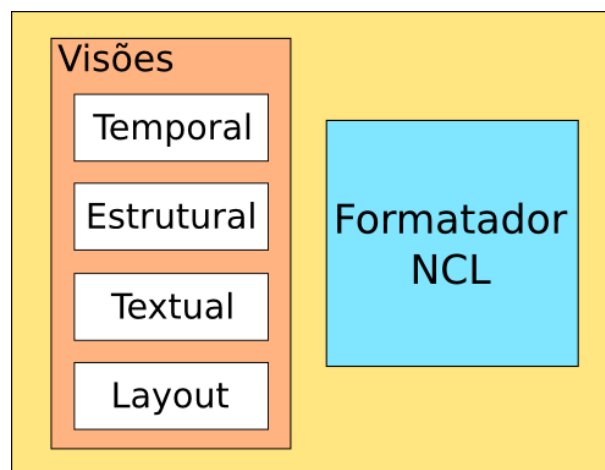 Visões
Temporal
Estrutural
Textual
Layout
Formatador
NCL